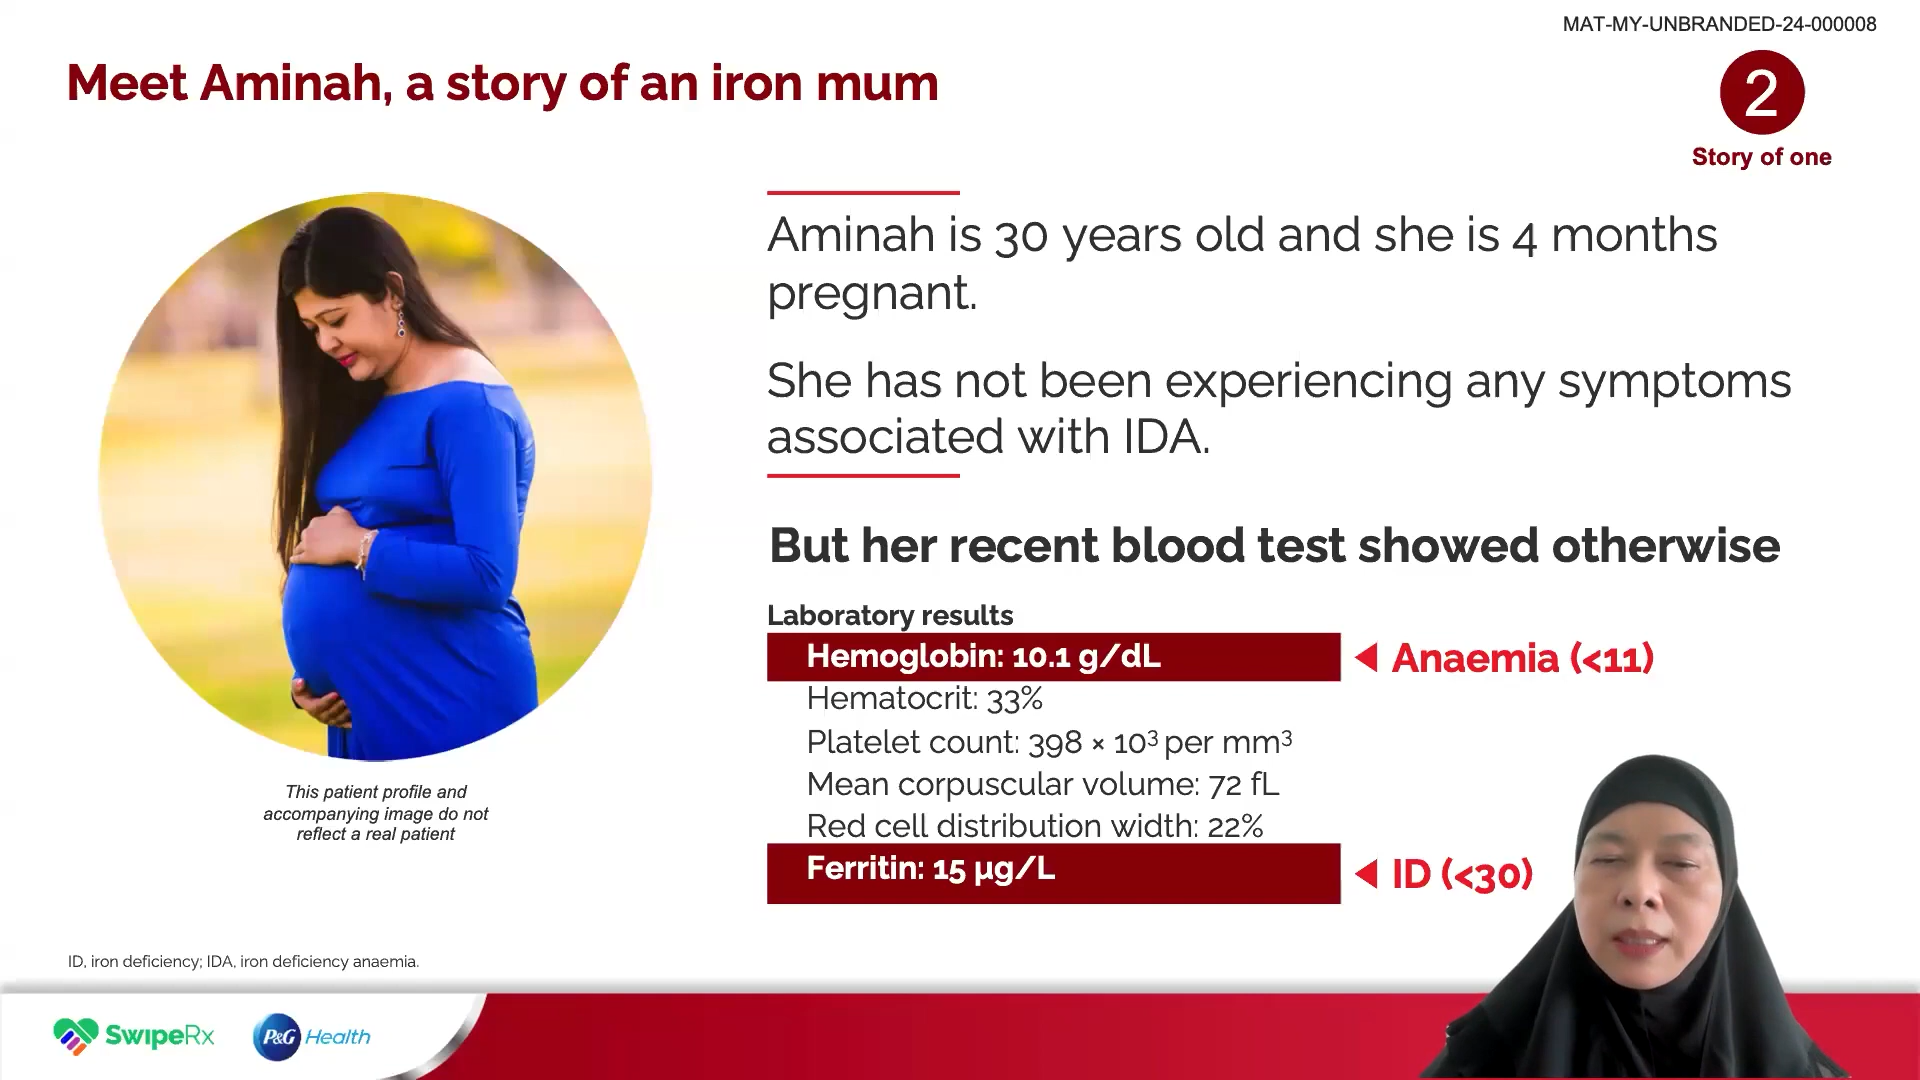 MAT-MY-UNBRANDED-24-000008
Meet Aminah, a story of an iron mum
2
Story of one
Aminah is 30 years old and she is 4 months
pregnant.
She has not been experiencing any symptoms
associated with IDA.
But her recent blood test showed otherwise
Laboratory results
Hemoglobin: 10.1 g/dL
Anaemia (<11)
Hematocrit: 33%
Platelet count: 398 × 10³ per mm³
Mean corpuscular volume: 72 fL
Red cell distribution width: 22%
Ferritin: 15 µg/L
ID (<30)
This patient profile and
accompanying image do not
reflect a real patient
ID, iron deficiency; IDA, iron deficiency anaemia.
SwipeRx
P&G Health